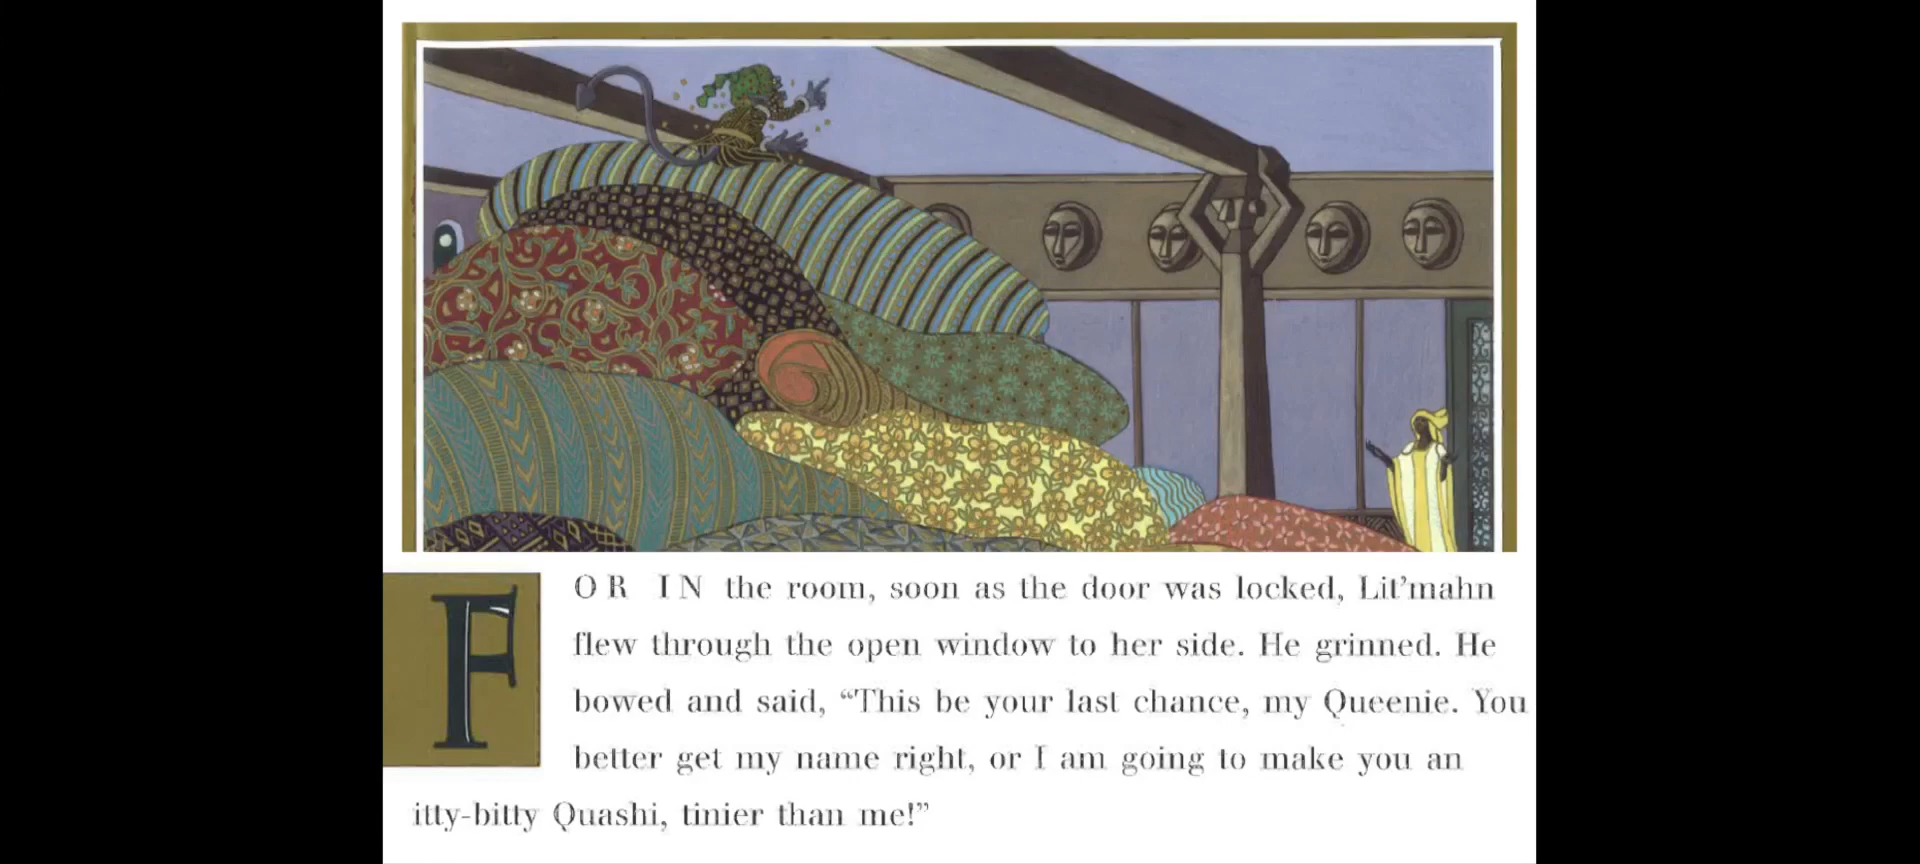 FOR IN the room, soon as the door was locked, Lit’mahn
flew through the open window to her side. He grinned. He
bowed and said, “This be your last chance, my Queenie. You
better get my name right, or I am going to make you an
itty-bitty Quashi, tinier than me!”